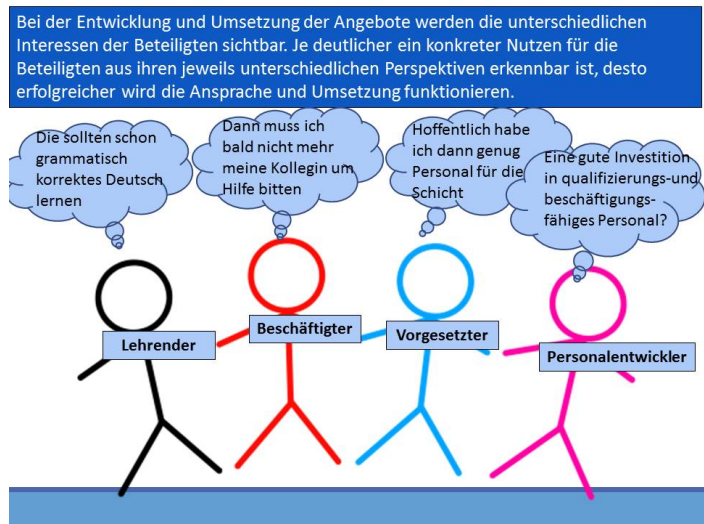 Bei der Entwicklung und Umsetzung der Angebote werden die unterschiedlichen
Interessen der Beteiligten sichtbar. Je deutlicher ein konkreter Nutzen für die
Beteiligten aus ihren jeweils unterschiedlichen Perspektiven erkennbar ist, desto
erfolgreicher wird die Ansprache und Umsetzung funktionieren.
Die sollten schon
grammatisch
korrektes Deutsch
lernen
Dann muss ich
bald nicht mehr
meine Kollegin um
Hilfe bitten
Hoffentlich habe
ich dann genug
Personal für die
Schicht
Eine gute Investition
in qualifizierungs-und
beschäftigungs-
fähiges Personal?
Lehrender
Beschäftigter
Vorgesetzter
Personalentwickler